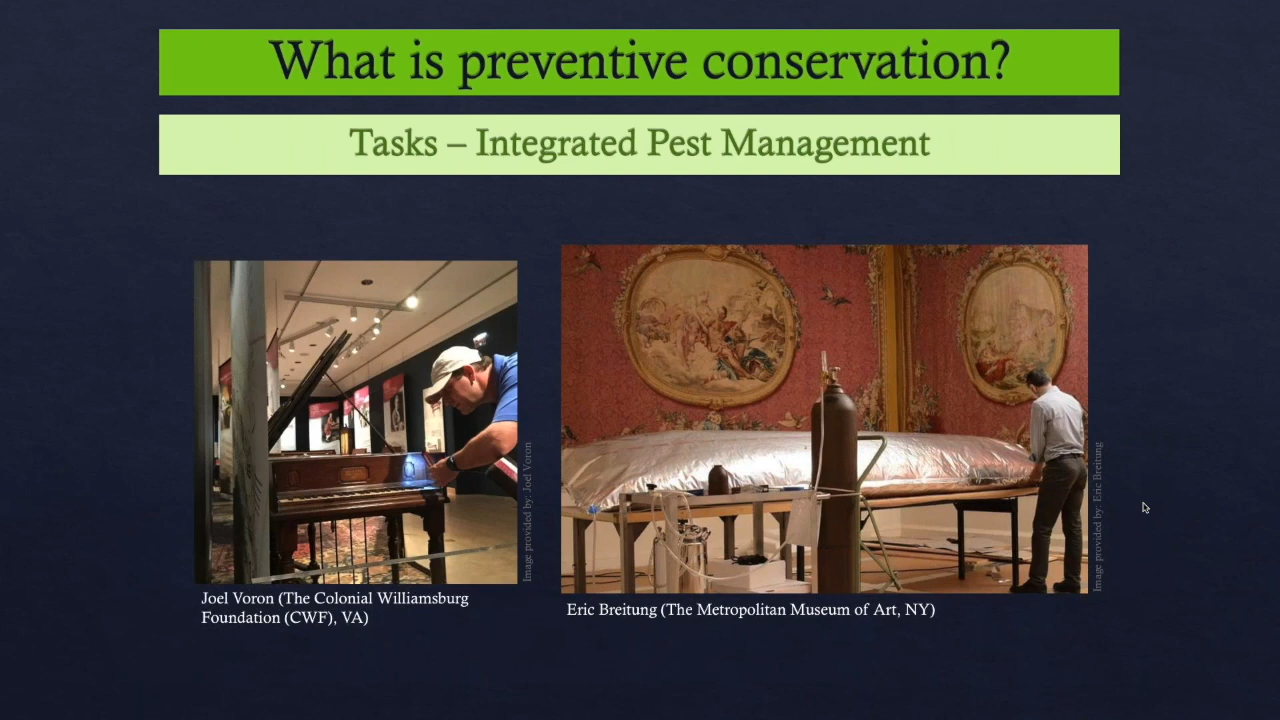 What is preventive conservation?
Tasks – Integrated Pest Management
Image provided by: Joel Voron
Image provided by: Eric Breitung
Joel Voron (The Colonial Williamsburg
Foundation (CWF), VA)
Eric Breitung (The Metropolitan Museum of Art, NY)